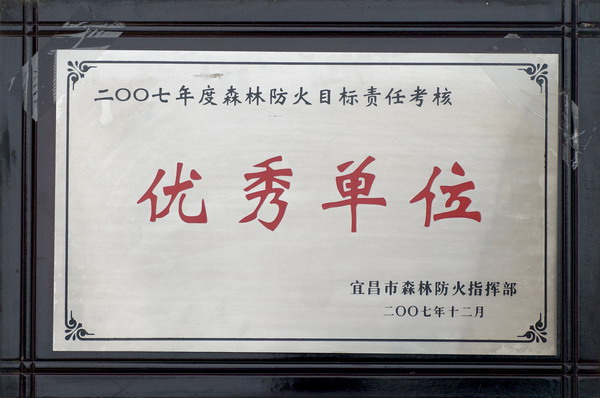 二〇〇七年度森林防火目标责任考核
优秀单位
宜昌市森林防火指挥部
二〇〇七年十二月